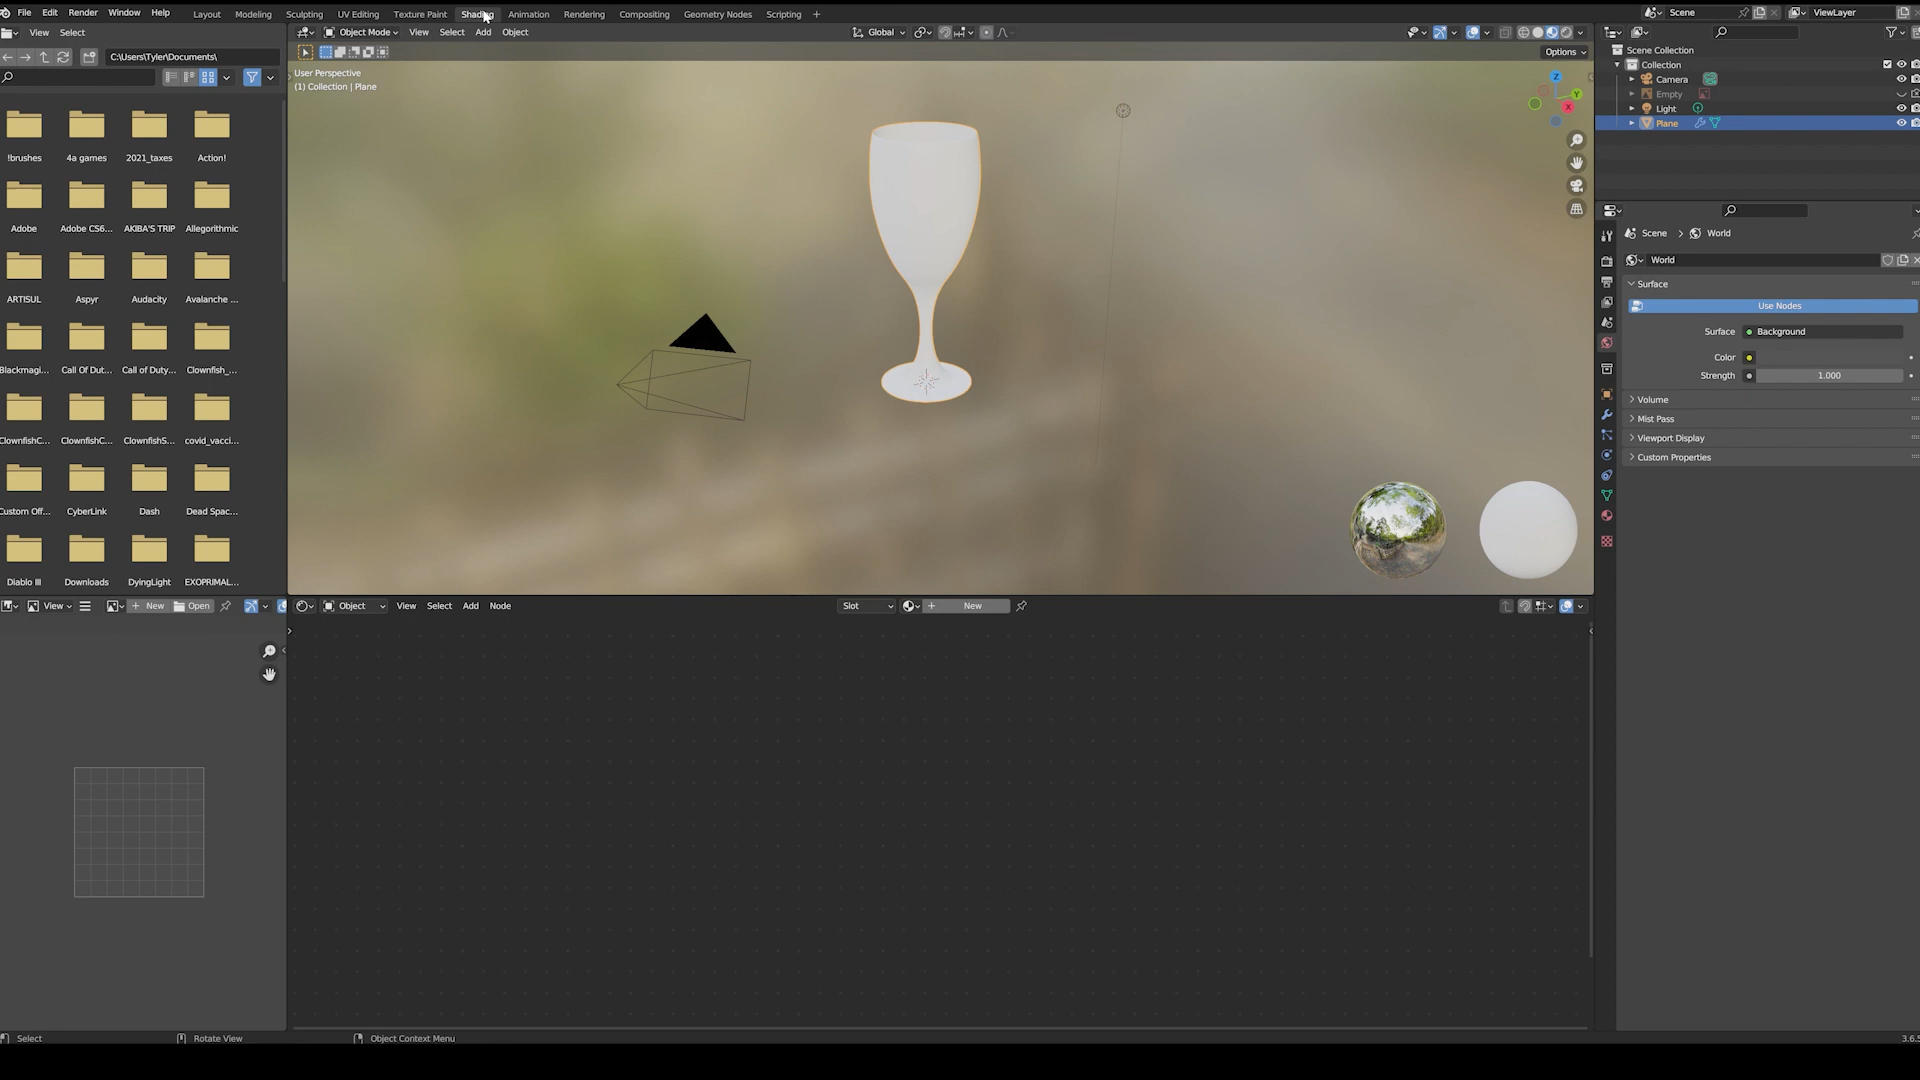 File Edit Render Window Help Layout Modeling Sculpting UV Editing Texture Paint Shading Animation Rendering Compositing Geometry Nodes Scripting + Scene ViewLayer
View Select Object Mode View Select Add Object Global
C:\Users\Tyler\Documents\
Options
User Perspective
(1) Collection | Plane
Scene Collection
Collection
Camera
Empty
Light
Plane
Z
Y
X
!brushes 4a games 2021_taxes Action!
Adobe Adobe CS6... AKIBA'S TRIP Allegorithmic
ARTISUL Aspyr Audacity Avalanche ...
Blackmagi... Call Of Dut... Call of Duty... Clownfish_...
ClownfishC... ClownfishC... ClownfishS... covid_vacci...
Custom Off... CyberLink Dash Dead Spac...
Diablo III Downloads DyingLight EXOPRIMAL...
Scene > World
World
Surface
Use Nodes
Surface Background
Color
Strength 1.000
Volume
Mist Pass
Viewport Display
Custom Properties
View + New Open Object View Select Add Node Slot + New
Select Rotate View Object Context Menu 3.6.5